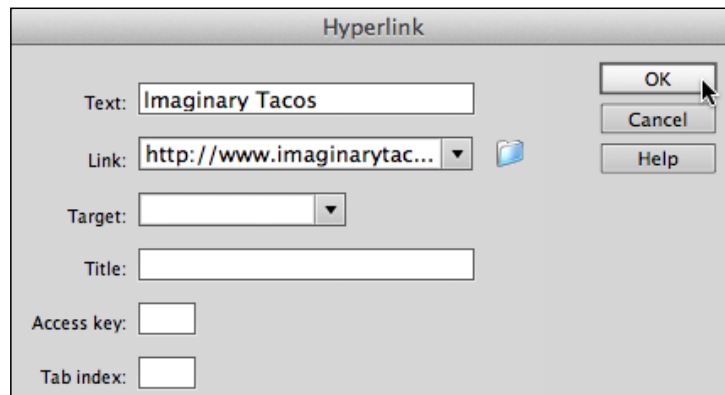 Hyperlink
Text: Imaginary Tacos
OK
Link: http://www.imaginarytac...
Cancel
Help
Target:
Title:
Access key:
Tab index: